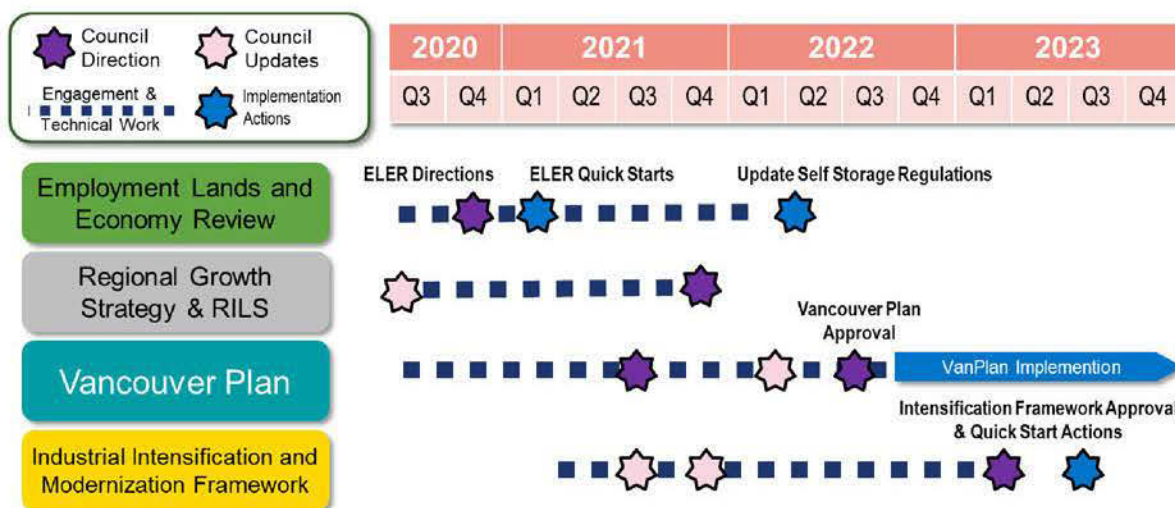 Council
Direction
Council
Updates
Engagement &
Technical Work
Implementation
Actions
2020 2021 2022 2023
Q3 Q4 Q1 Q2 Q3 Q4 Q1 Q2 Q3 Q4 Q1 Q2 Q3 Q4
Employment Lands and
Economy Review
ELER Directions
ELER Quick Starts
Update Self Storage Regulations
Regional Growth
Strategy & RILS
Vancouver Plan
Vancouver Plan
Approval
VanPlan Implemention
Industrial Intensification and
Modernization Framework
Intensification Framework Approval
& Quick Start Actions